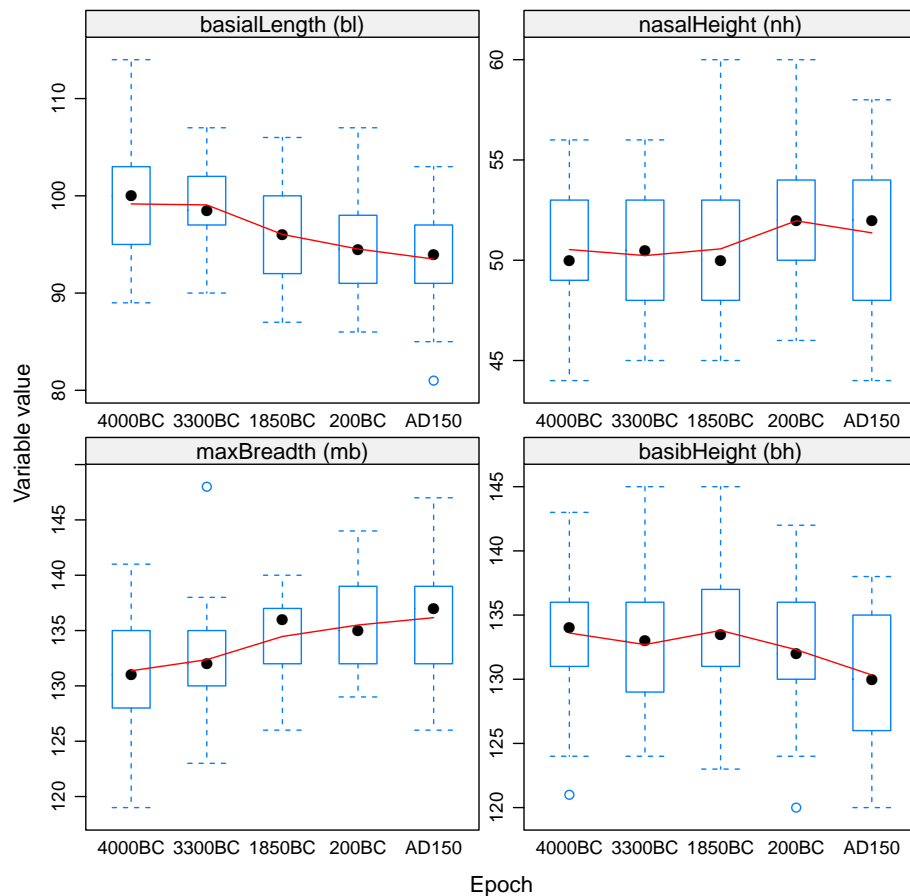 basialLength (bl)
nasalHeight (nh)
80 90 100 110
45 50 55 60
4000BC 3300BC 1850BC 200BC AD150
4000BC 3300BC 1850BC 200BC AD150
Variable value
maxBreadth (mb)
basibHeight (bh)
120 125 130 135 140 145
120 125 130 135 140 145
4000BC 3300BC 1850BC 200BC AD150
4000BC 3300BC 1850BC 200BC AD150
Epoch